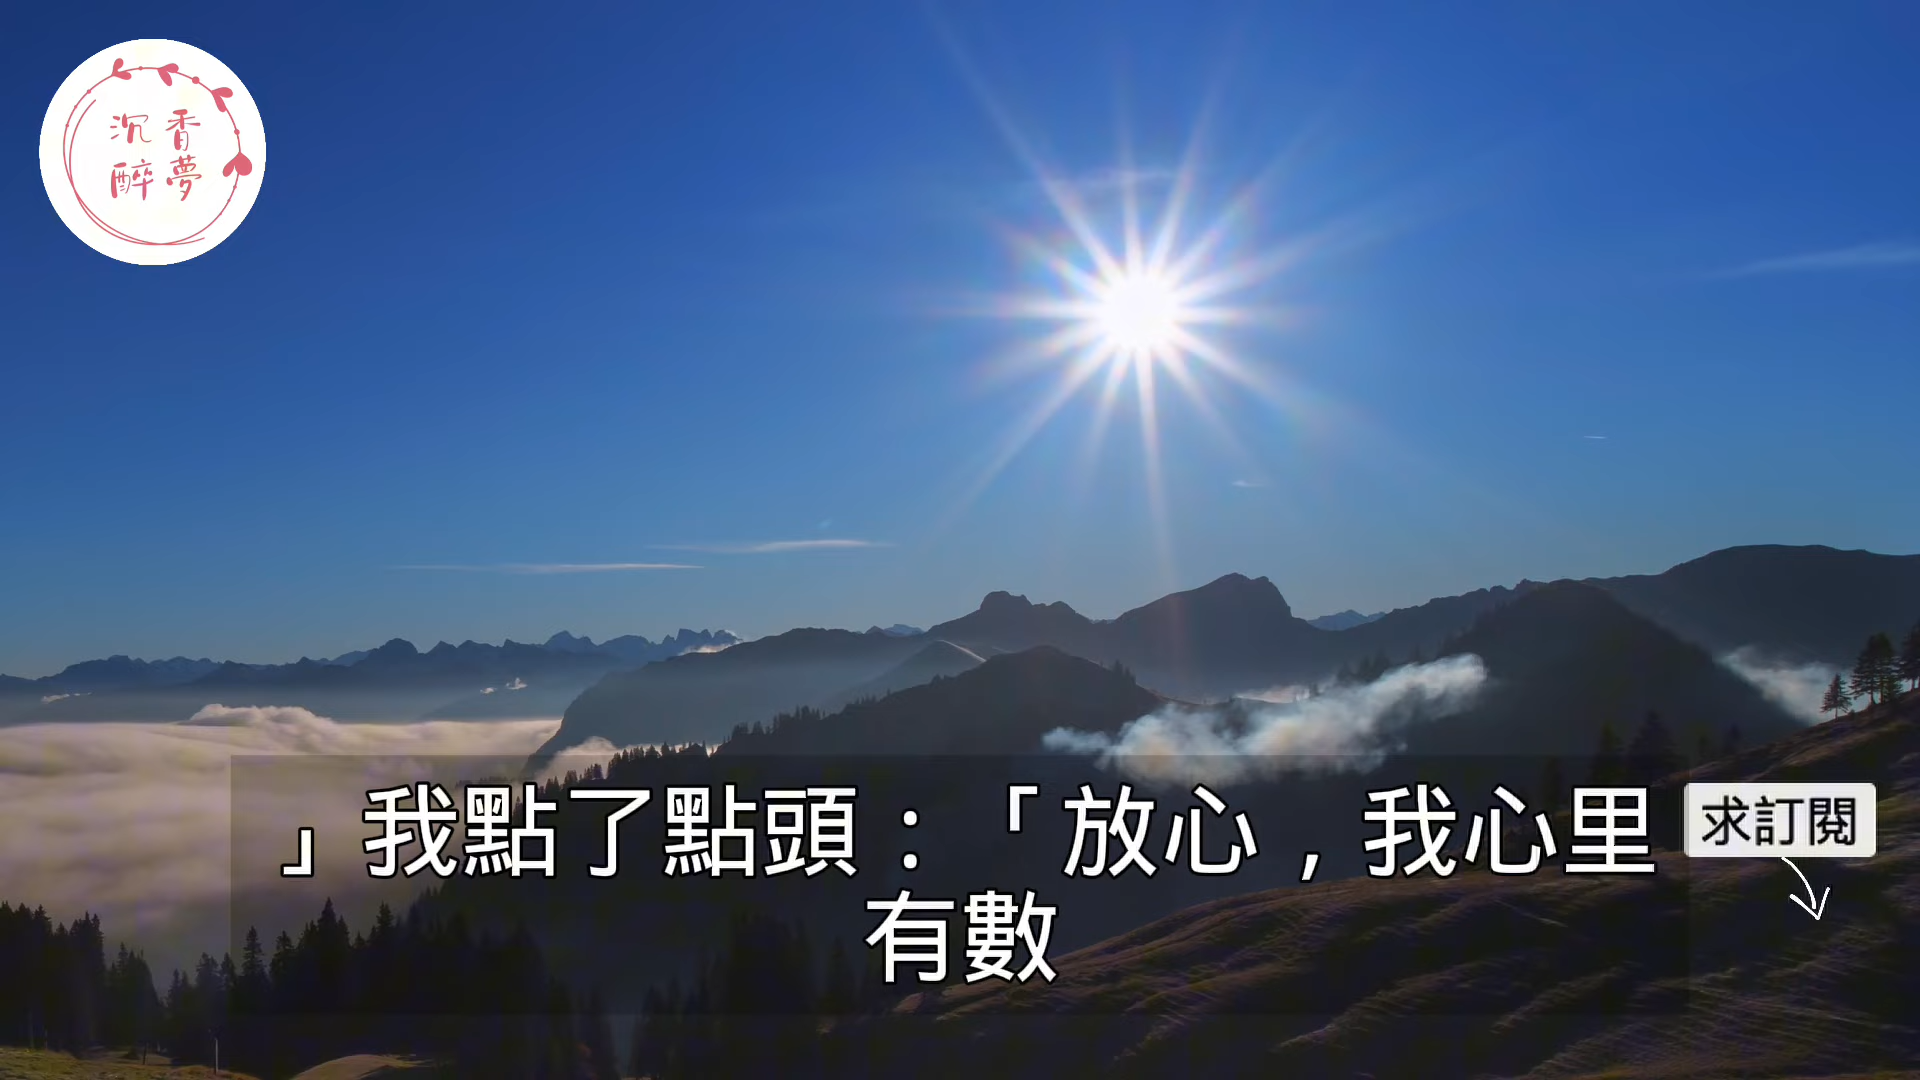 沉香
醉夢
」我點了點頭：「放心，我心里
有數
求訂閱